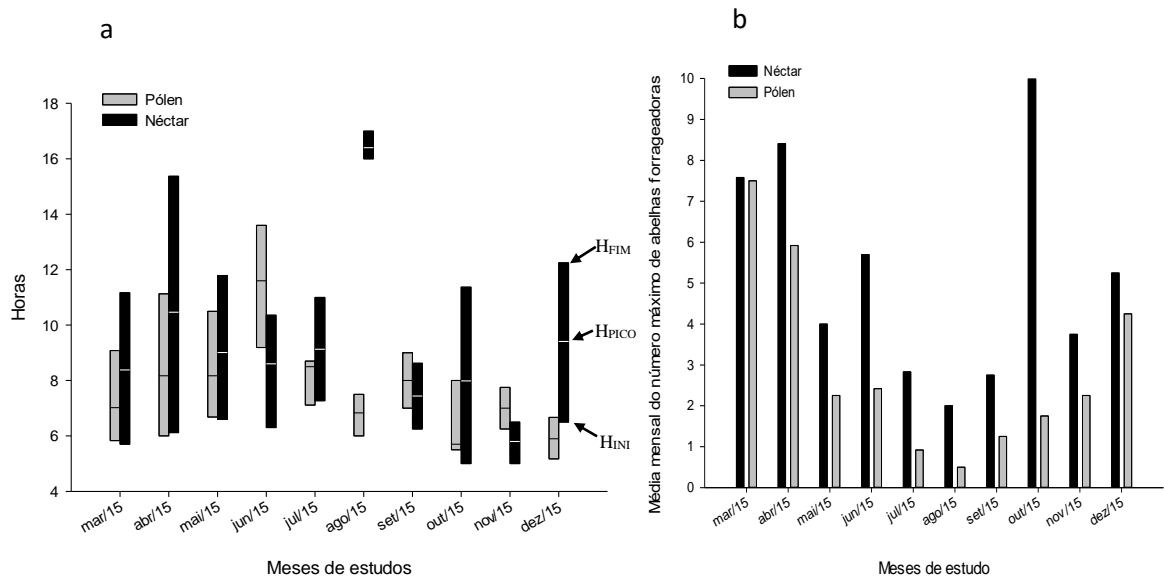 a
Pólen
Néctar
18
16
14
12
10
8
6
4
Horas
HFIM
HPICO
HINI
mar/15
abr/15
mai/15
jun/15
jul/15
ago/15
set/15
out/15
nov/15
dez/15
Meses de estudos
b
Néctar
Pólen
10
9
8
7
6
5
4
3
2
1
0
Média mensal do número máximo de abelhas forrageadoras
mar/15
abr/15
mai/15
jun/15
jul/15
ago/15
set/15
out/15
nov/15
dez/15
Meses de estudo